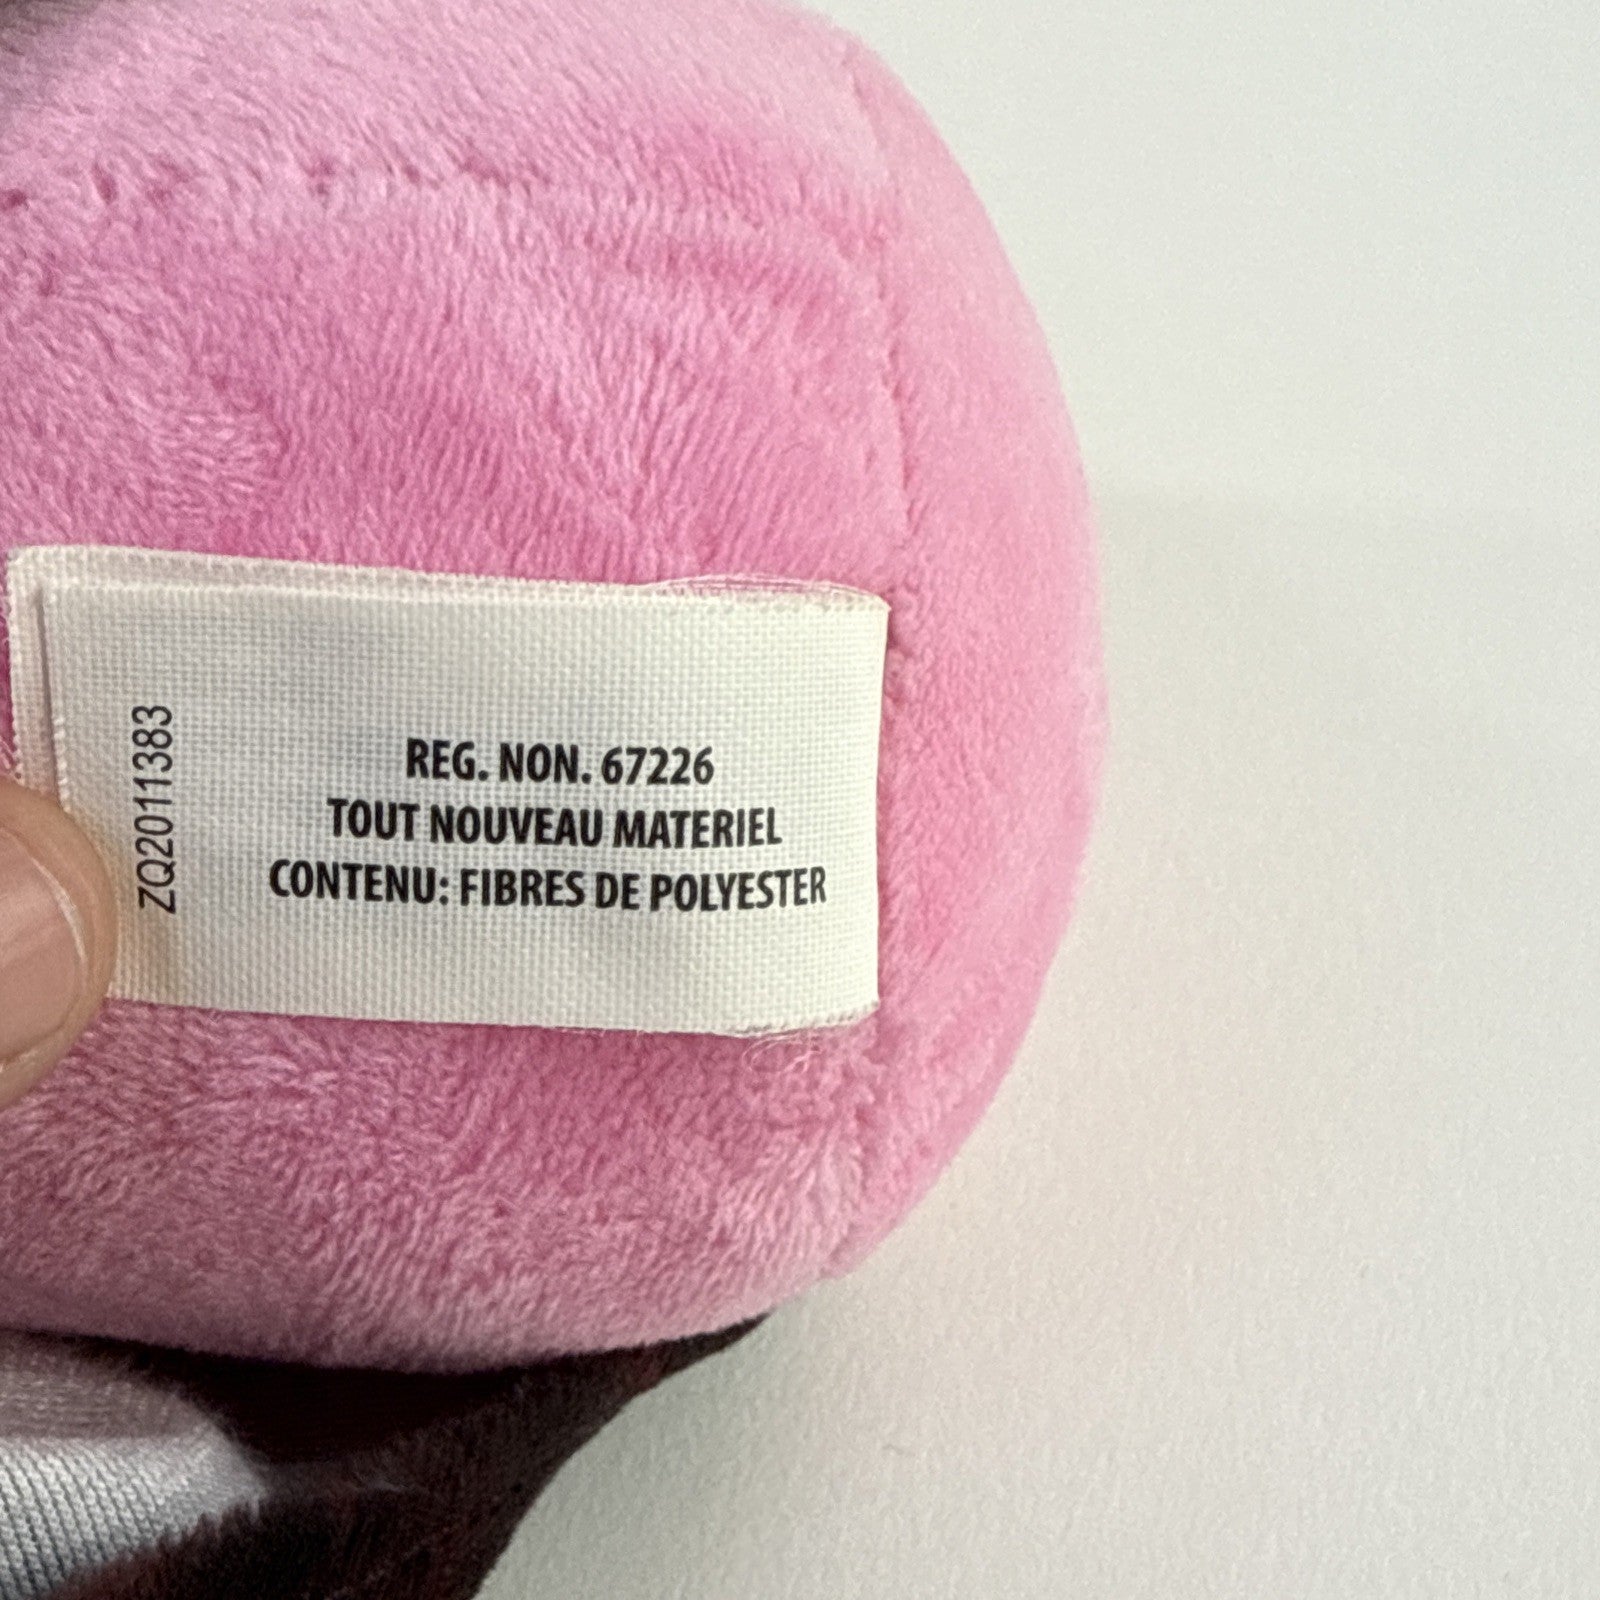 REG. NON. 67226
TOUT NOUVEAU MATERIEL
CONTENU: FIBRES DE POLYESTER
ZQ2011383